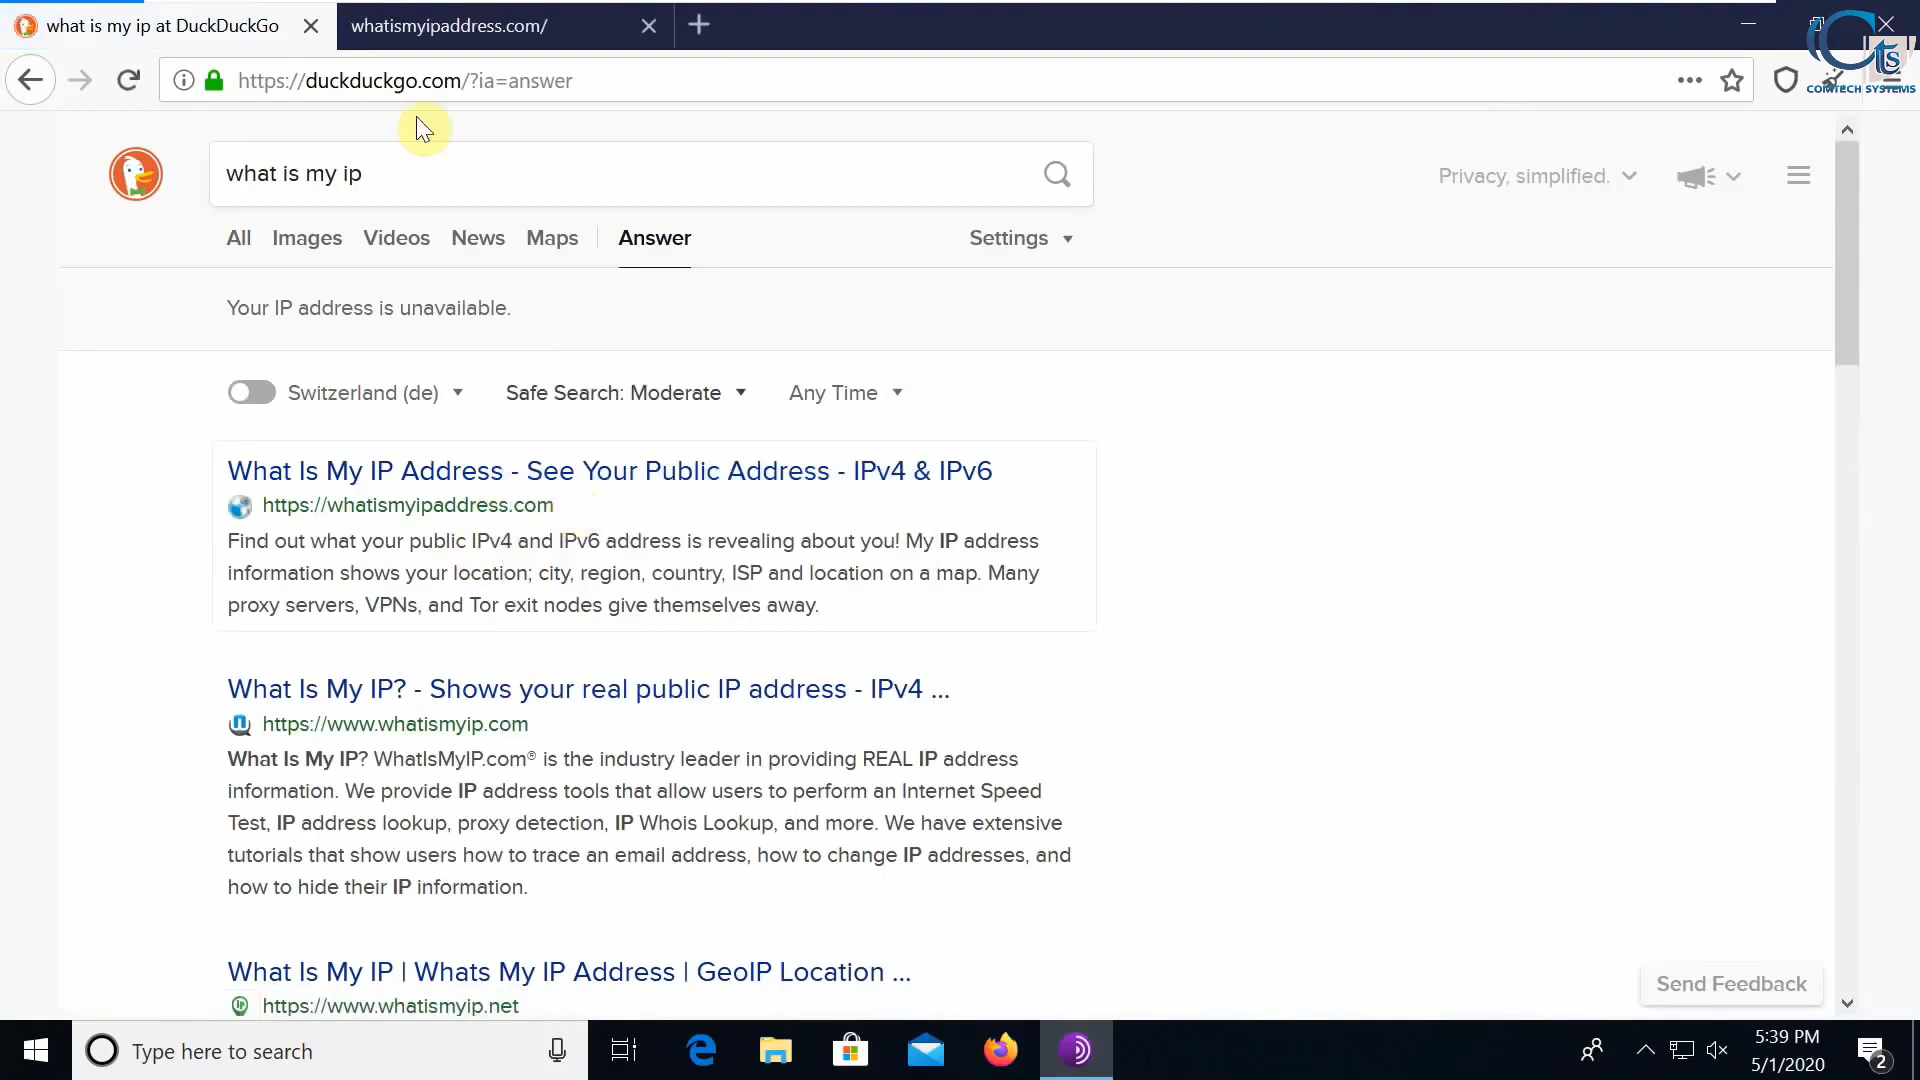 what is my ip at DuckDuckGo
whatismyipaddress.com/
https://duckduckgo.com/?ia=answer
COMTECH SYSTEMS
what is my ip
Privacy, simplified.
All Images Videos News Maps Answer Settings
Your IP address is unavailable.
Switzerland (de) Safe Search: Moderate Any Time
What Is My IP Address - See Your Public Address - IPv4 & IPv6
https://whatismyipaddress.com
Find out what your public IPv4 and IPv6 address is revealing about you! My IP address
information shows your location; city, region, country, ISP and location on a map. Many
proxy servers, VPNs, and Tor exit nodes give themselves away.
What Is My IP? - Shows your real public IP address - IPv4 ...
https://www.whatismyip.com
What Is My IP? WhatIsMyIP.com® is the industry leader in providing REAL IP address
information. We provide IP address tools that allow users to perform an Internet Speed
Test, IP address lookup, proxy detection, IP Whois Lookup, and more. We have extensive
tutorials that show users how to trace an email address, how to change IP addresses, and
how to hide their IP information.
What Is My IP | Whats My IP Address | GeoIP Location ...
https://www.whatismyip.net
Send Feedback
Type here to search
5:39 PM
5/1/2020
2